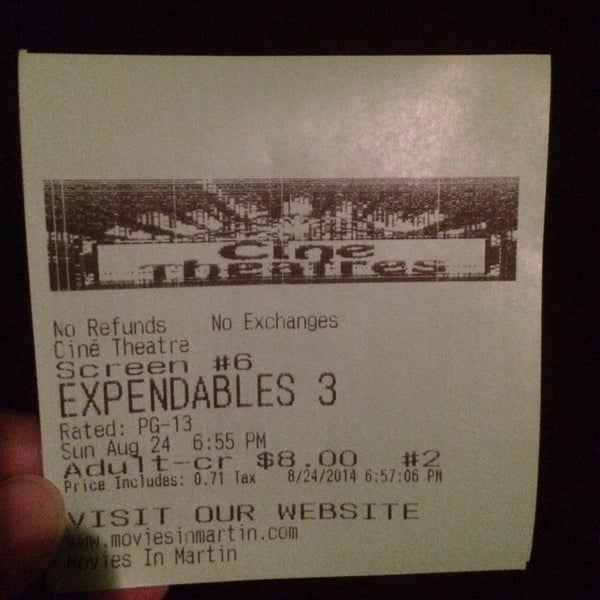 Cine
Theatres
No Refunds No Exchanges
Ciné Theatre
Screen #6
EXPENDABLES 3
Rated: PG-13
Sun Aug 24 6:55 PM
Adult-cr $8.00 #2
Price Includes: 0.71 Tax 8/24/2014 6:57:06 PM
VISIT OUR WEBSITE
www.moviesinmartin.com
Movies In Martin